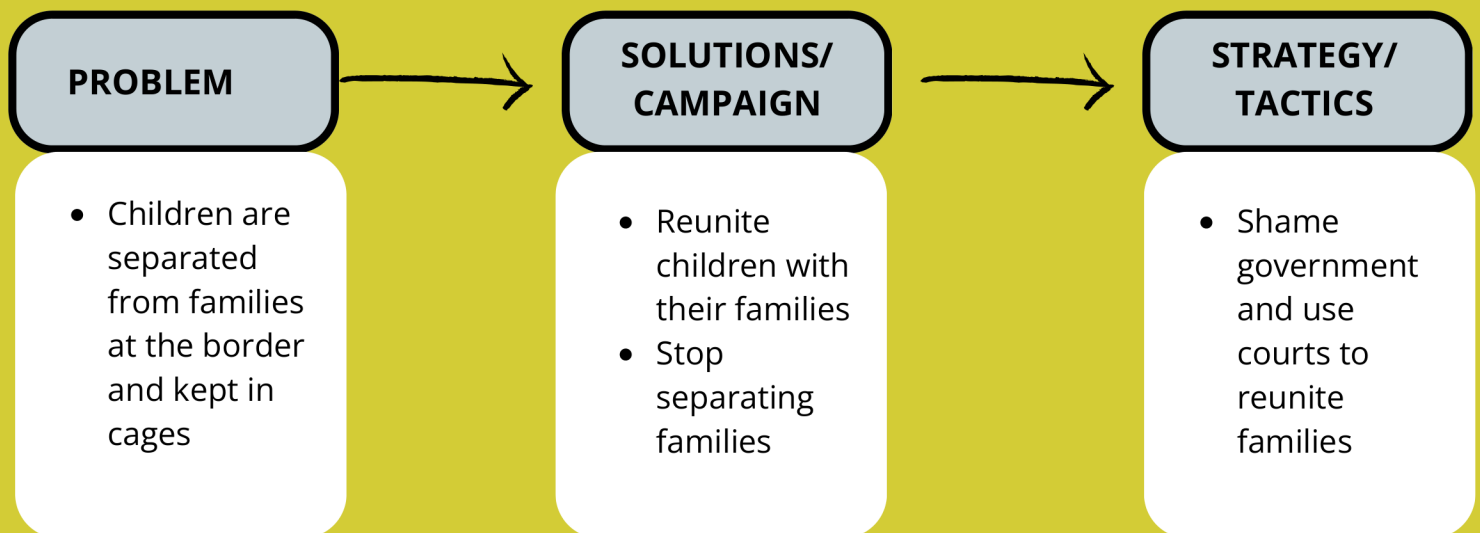 PROBLEM
• Children are
separated
from families
at the border
and kept in
cages
SOLUTIONS/
CAMPAIGN
• Reunite
children with
their families
• Stop
separating
families
STRATEGY/
TACTICS
• Shame
government
and use
courts to
reunite
families